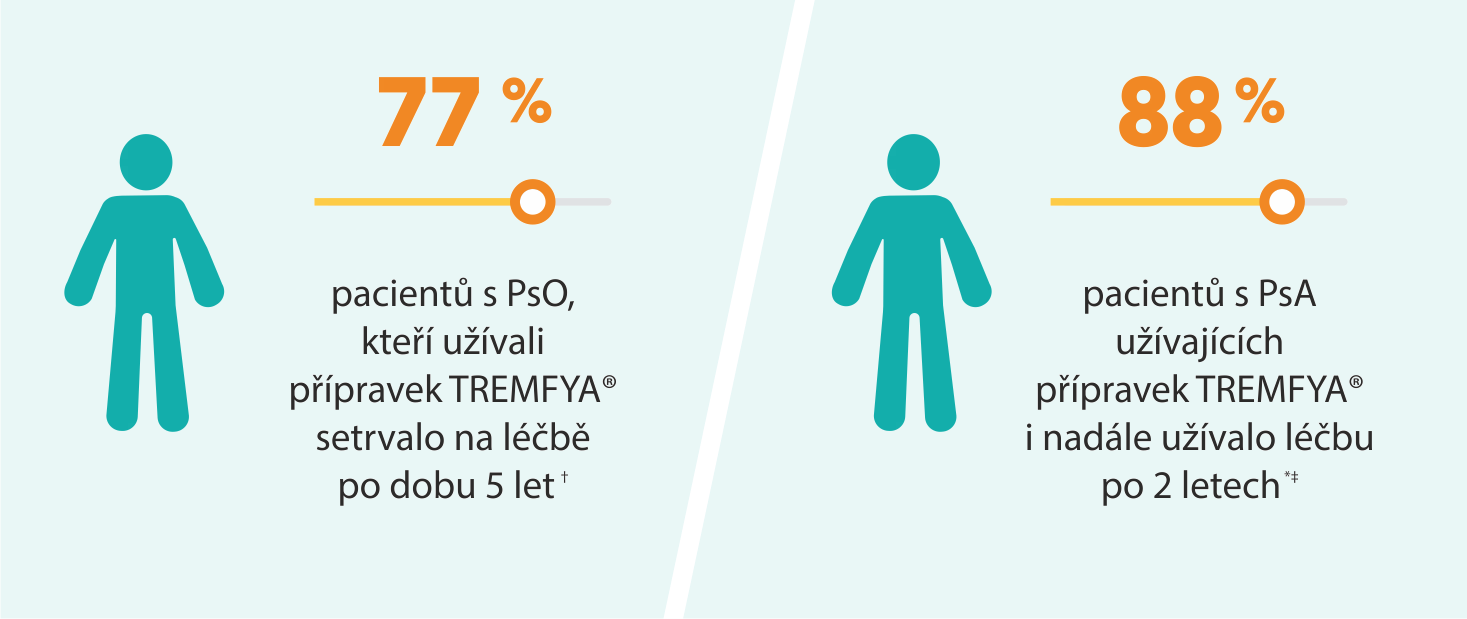 77 %
pacientů s PsO,
kteří užívali
přípravek TREMFYA®
setrvalo na léčbě
po dobu 5 let †
88 %
pacientů s PsA
užívajících
přípravek TREMFYA®
i nadále užívalo léčbu
po 2 letech *‡